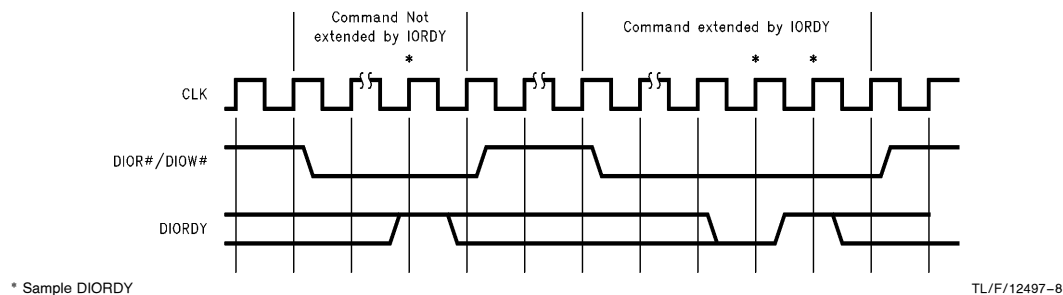 Command Not
extended by IORDY
Command extended by IORDY
*
* *
CLK
DIOR#/DIOW#
DIORDY
* Sample DIORDY
TL/F/12497-8